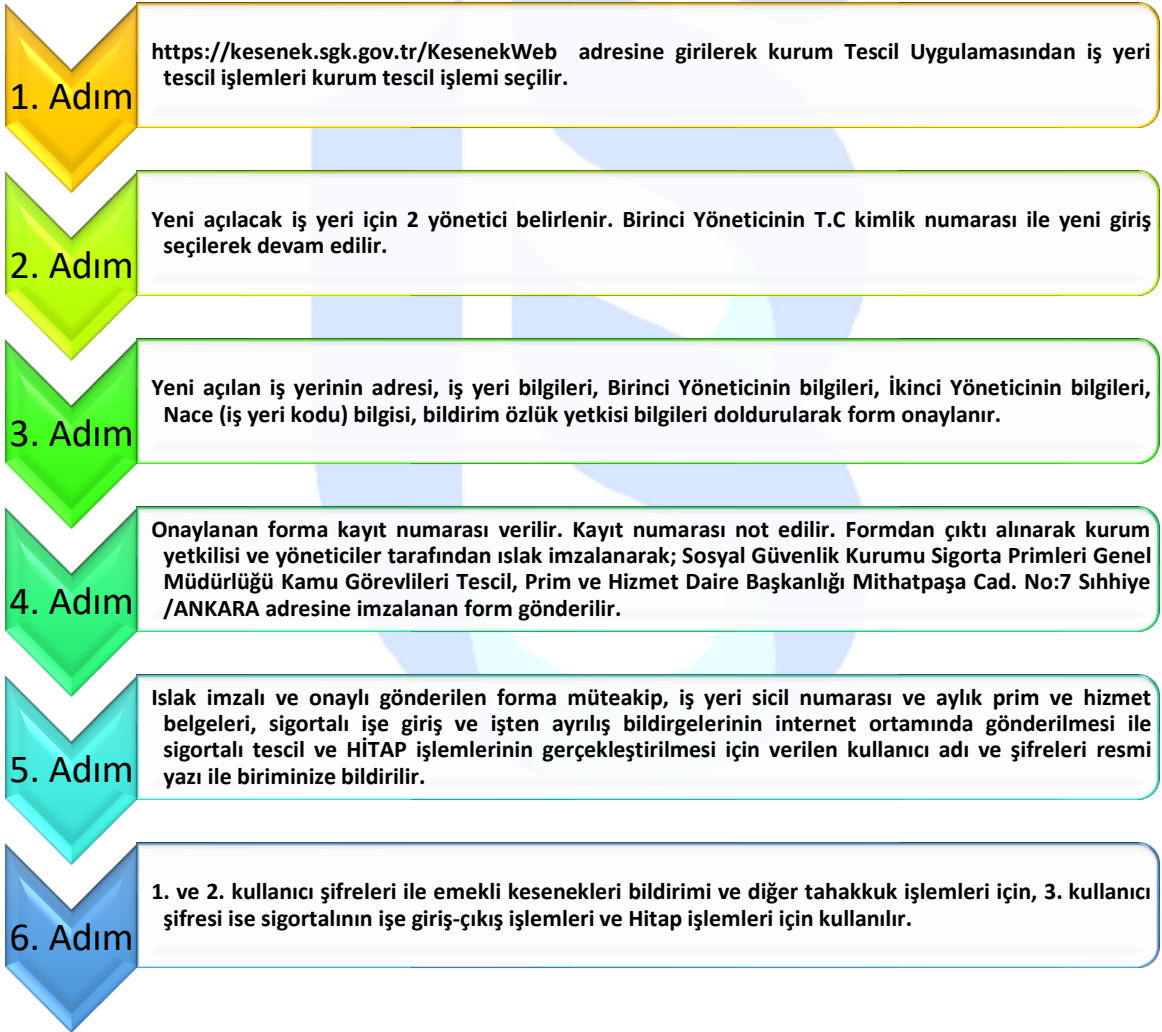 1. Adım
https://kesenek.sgk.gov.tr/KesenekWeb adresine girilerek kurum Tescil Uygulamasından iş yeri
tescil işlemleri kurum tescil işlemi seçilir.
2. Adım
Yeni açılacak iş yeri için 2 yönetici belirlenir. Birinci Yöneticinin T.C kimlik numarası ile yeni giriş
seçilerek devam edilir.
3. Adım
Yeni açılan iş yerinin adresi, iş yeri bilgileri, Birinci Yöneticinin bilgileri, İkinci Yöneticinin bilgileri,
Nace (iş yeri kodu) bilgisi, bildirim özlük yetkisi bilgileri doldurularak form onaylanır.
4. Adım
Onaylanan forma kayıt numarası verilir. Kayıt numarası not edilir. Formdan çıktı alınarak kurum
yetkilisi ve yöneticiler tarafından ıslak imzalanarak; Sosyal Güvenlik Kurumu Sigorta Primleri Genel
Müdürlüğü Kamu Görevlileri Tescil, Prim ve Hizmet Daire Başkanlığı Mithatpaşa Cad. No:7 Sıhhiye
/ANKARA adresine imzalanan form gönderilir.
5. Adım
Islak imzalı ve onaylı gönderilen forma müteakip, iş yeri sicil numarası ve aylık prim ve hizmet
belgeleri, sigortalı işe giriş ve işten ayrılış bildirgelerinin internet ortamında gönderilmesi ile
sigortalı tescil ve HİTAP işlemlerinin gerçekleştirilmesi için verilen kullanıcı adı ve şifreleri resmi
yazı ile biriminize bildirilir.
6. Adım
1. ve 2. kullanıcı şifreleri ile emekli kesenekleri bildirimi ve diğer tahakkuk işlemleri için, 3. kullanıcı
şifresi ise sigortalının işe giriş-çıkış işlemleri ve Hitap işlemleri için kullanılır.